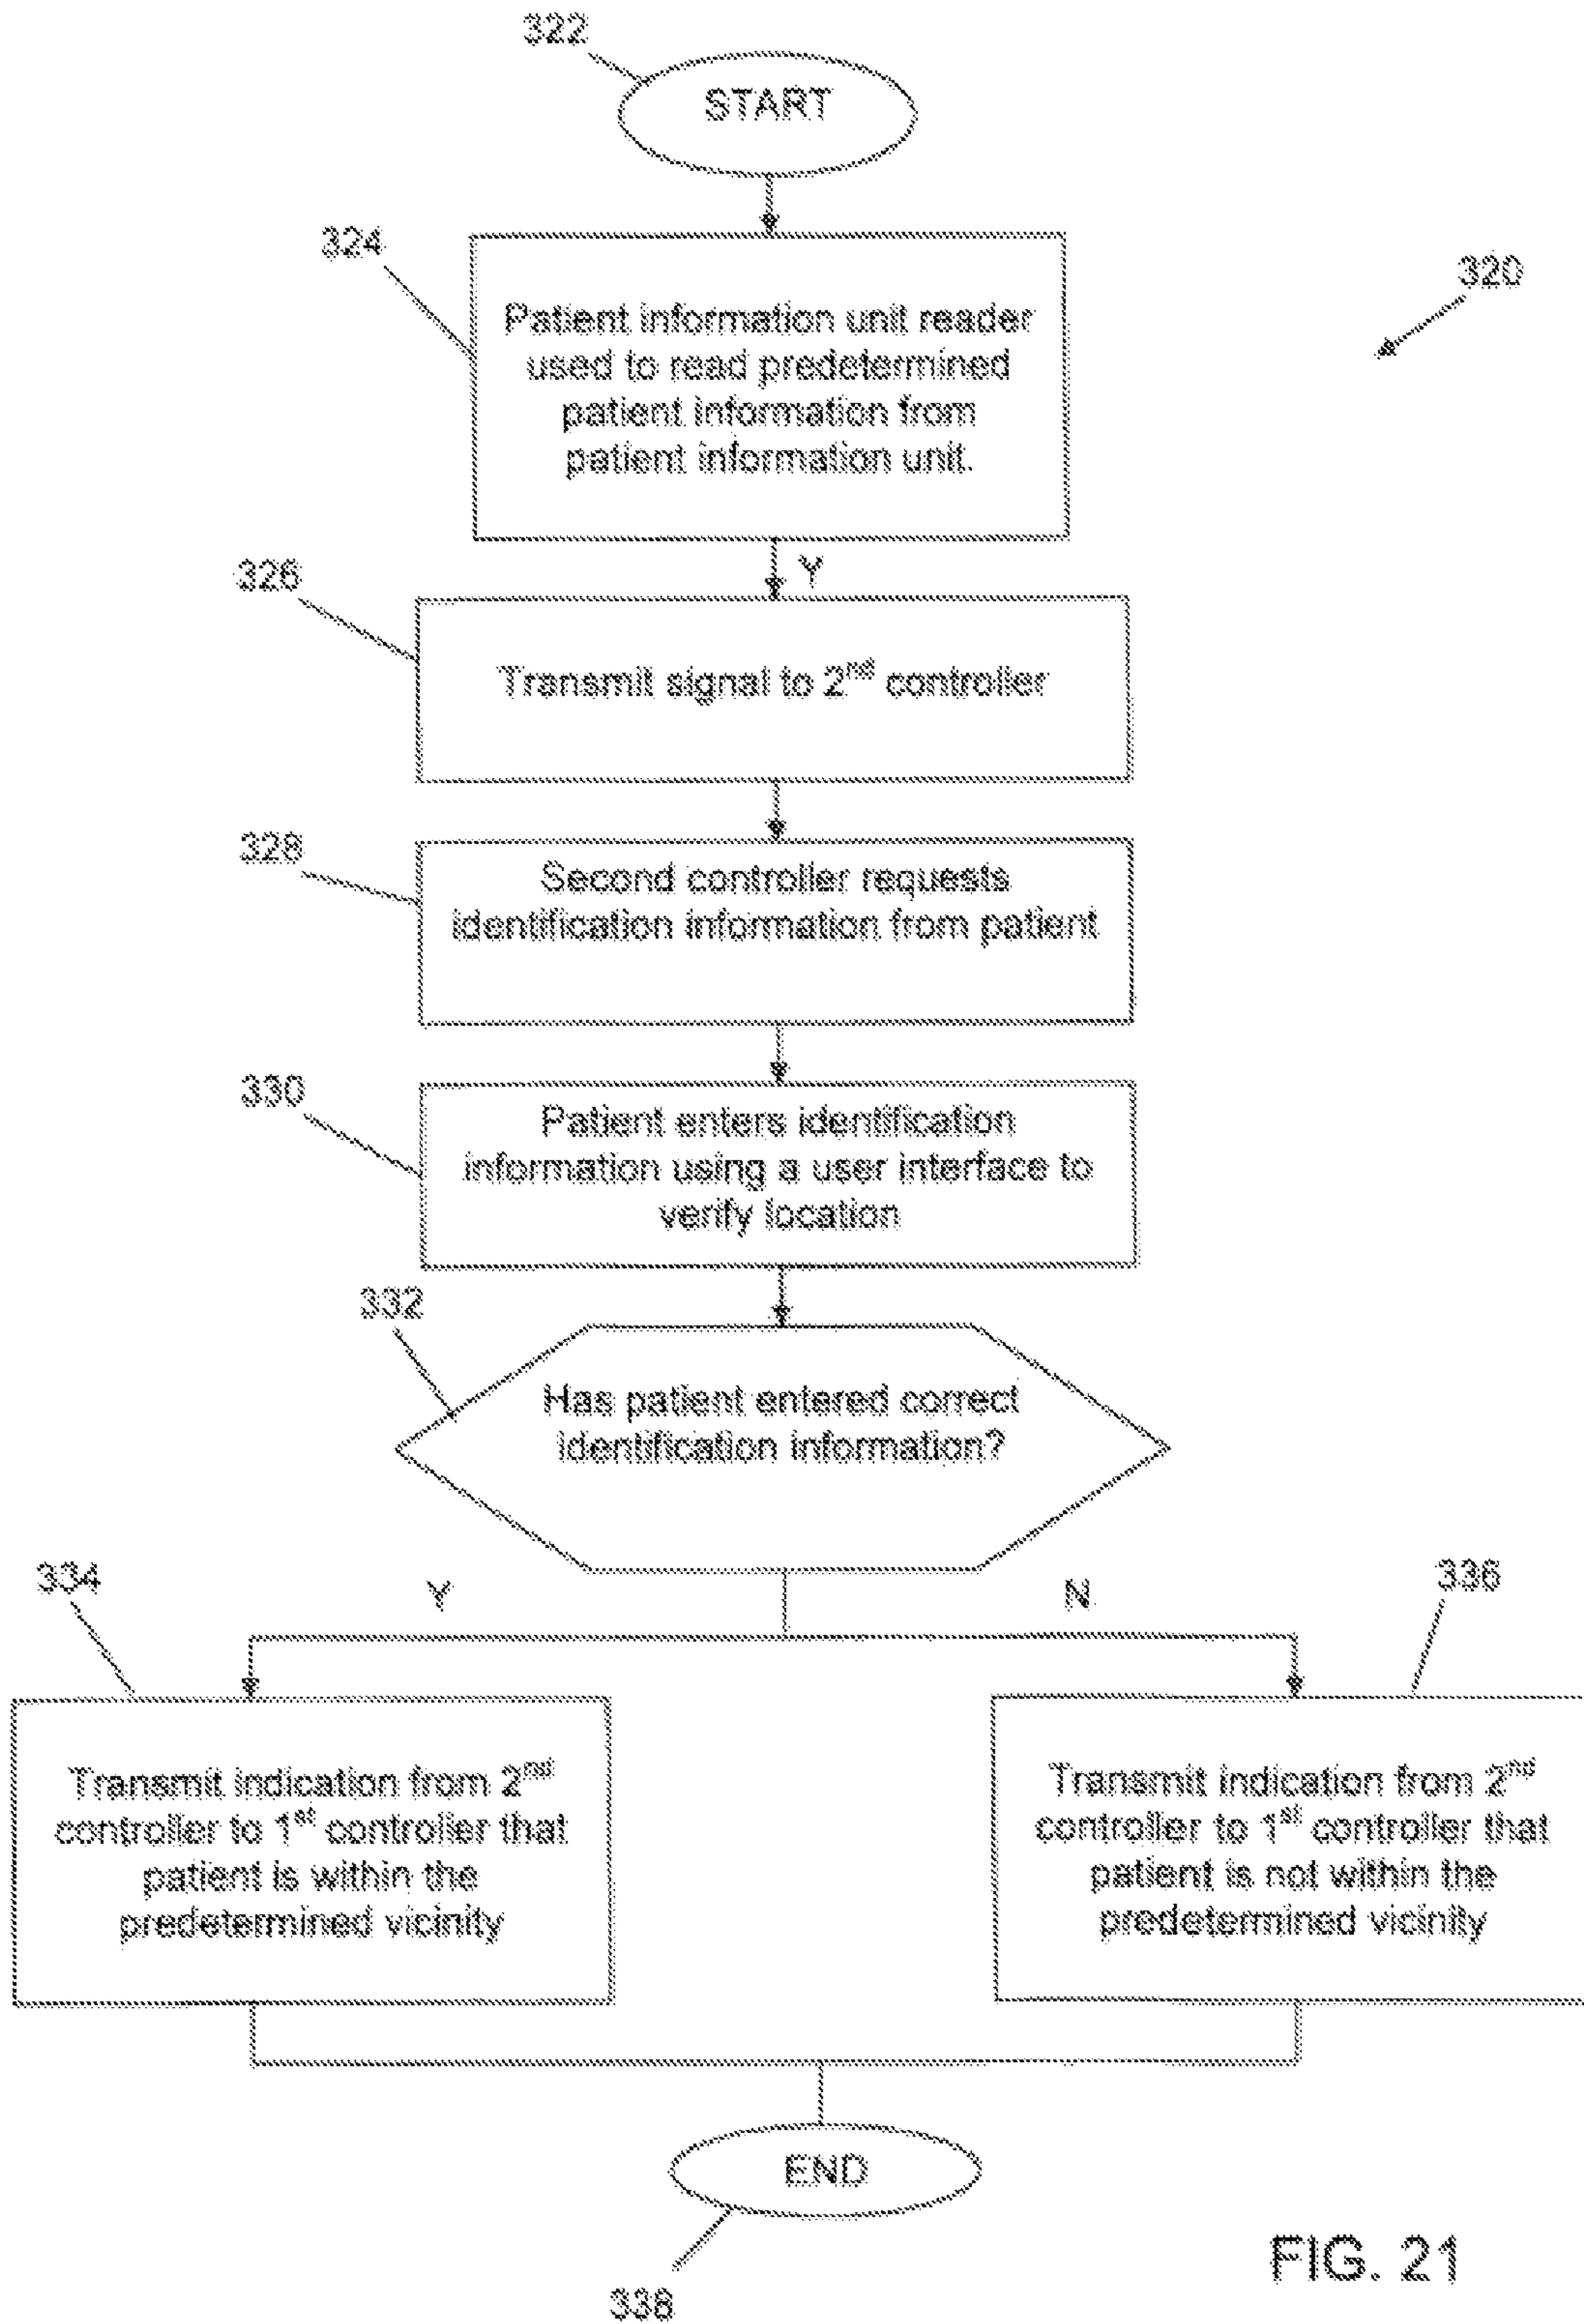 322
START
324
320
Patient information unit reader
used to read predetermined
patient information from
patient information unit.
326
Y
Transmit signal to 2nd controller
328
Second controller requests
identification information from patient
330
Patient enters identification
information using a user interface to
verify location
332
Has patient entered correct
identification information?
334
Y
N
336
Transmit indication from 2nd
controller to 1st controller that
patient is within the
predetermined vicinity
Transmit indication from 2nd
controller to 1st controller that
patient is not within the
predetermined vicinity
END
338
FIG. 21